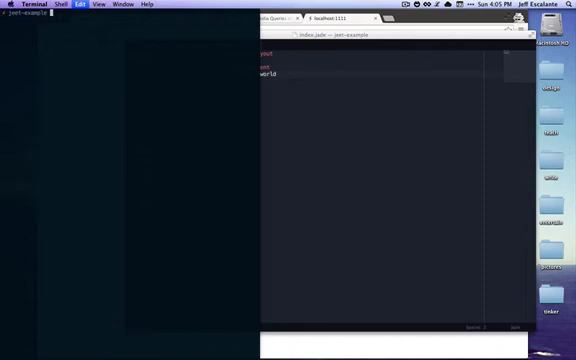 Terminal Shell Edit View Window Help
Sun 4:05 PM Jeff Escalante
jeet-example
localhost:1111
index.jade — jeet-example
yout
ent
world
Macintosh HD
design
teach
write
entertain
pictures
tinker